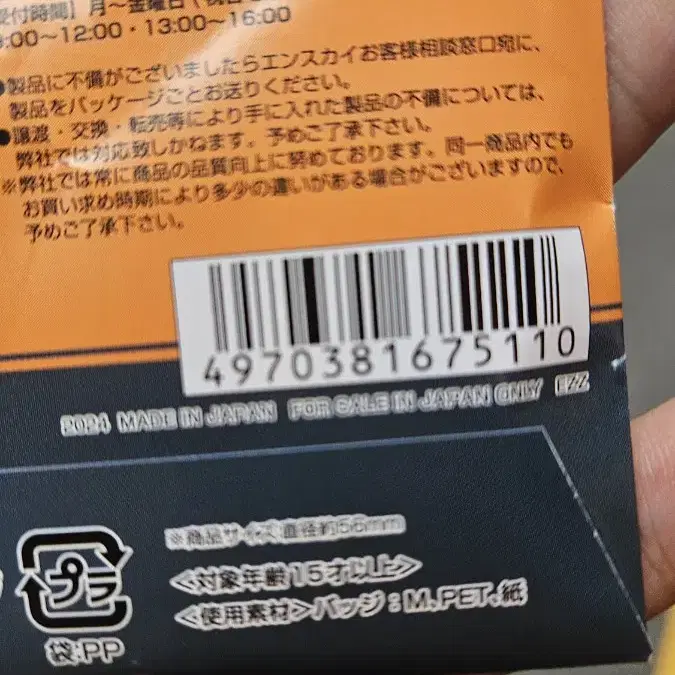 受付時間】月～金曜日
:00～12:00・13:00～16:00
●製品に不備がございましたらエンスカイお客様相談窓口宛に、
製品をパッケージごとお送りください。
●譲渡・交換・転売等により手に入れた製品の不備については、
弊社では対応致しかねます。予めご了承下さい。
※弊社では常に商品の品質向上に努めております。同一商品内でも
お買い求め時期により多少の違いがある場合がございますので、
予めご了承下さい。
4970381675110
2024 MADE IN JAPAN FOR SALE IN JAPAN ONLY EZZ
※商品サイズ:直径約56mm
プラ
<対象年齢15才以上>
<使用素材>バッジ：M.PET.紙
袋:PP